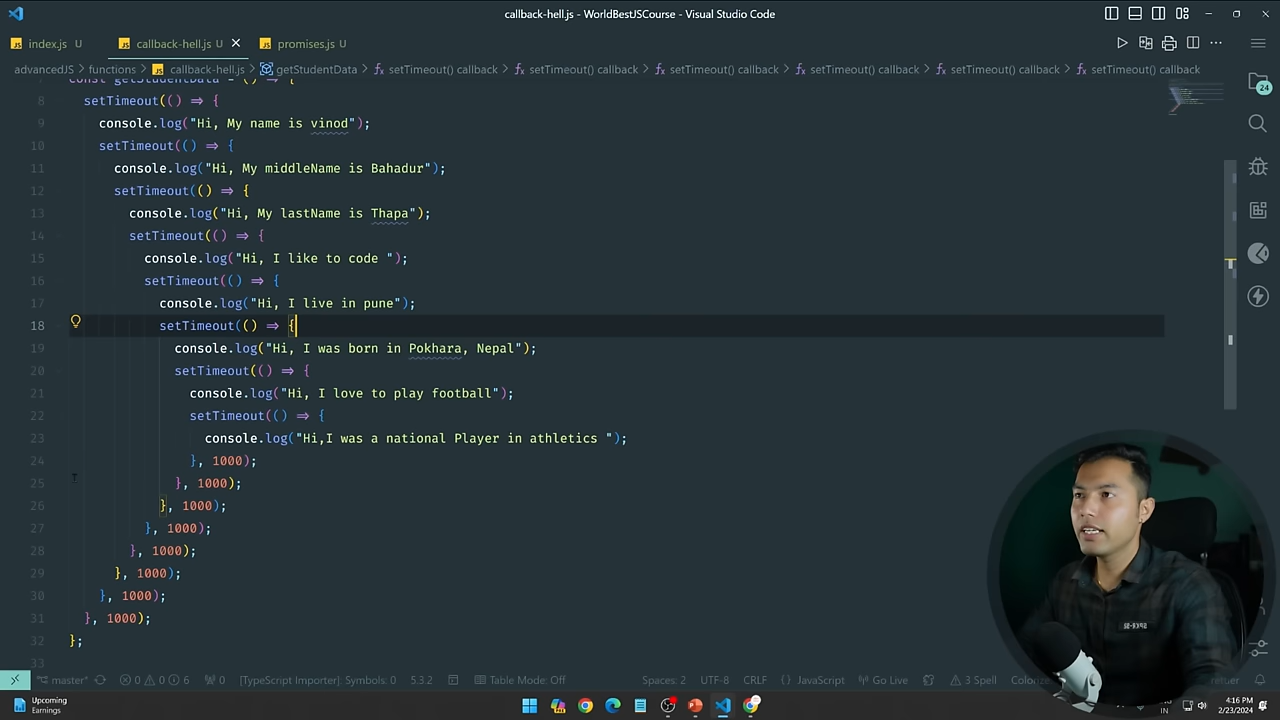 callback-hell.js - WorldBestJSCourse - Visual Studio Code
index.js U callback-hell.js U promises.js U
advancedJS > functions > callback-hell.js > getStudentData > setTimeout() callback > setTimeout() callback > setTimeout() callback > setTimeout() callback > setTimeout() callback > setTimeout() callback
const getStudentData = () => {
8 setTimeout(() => {
9 console.log("Hi, My name is vinod");
10 setTimeout(() => {
11 console.log("Hi, My middleName is Bahadur");
12 setTimeout(() => {
13 console.log("Hi, My lastName is Thapa");
14 setTimeout(() => {
15 console.log("Hi, I like to code ");
16 setTimeout(() => {
17 console.log("Hi, I live in pune");
18 setTimeout(() => {
19 console.log("Hi, I was born in Pokhara, Nepal");
20 setTimeout(() => {
21 console.log("Hi, I love to play football");
22 setTimeout(() => {
23 console.log("Hi,I was a national Player in athletics ");
24 }, 1000);
25 }, 1000);
26 }, 1000);
27 }, 1000);
28 }, 1000);
29 }, 1000);
30 }, 1000);
31 }, 1000);
32 };
33
24
master* 0 0 6 0 [TypeScript Importer]: Symbols: 0 5.3.2 Table Mode: Off Spaces: 2 UTF-8 CRLF {} JavaScript Go Live 3 Spell
Upcoming
Earnings
IN
4:16 PM
2/23/2024